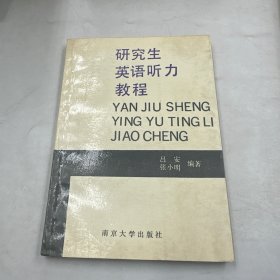 研究生
英语听力
教程
YAN JIU SHENG
YING YU TING LI
JIAO CHENG
吕安
张小明 编著
南京大学出版社